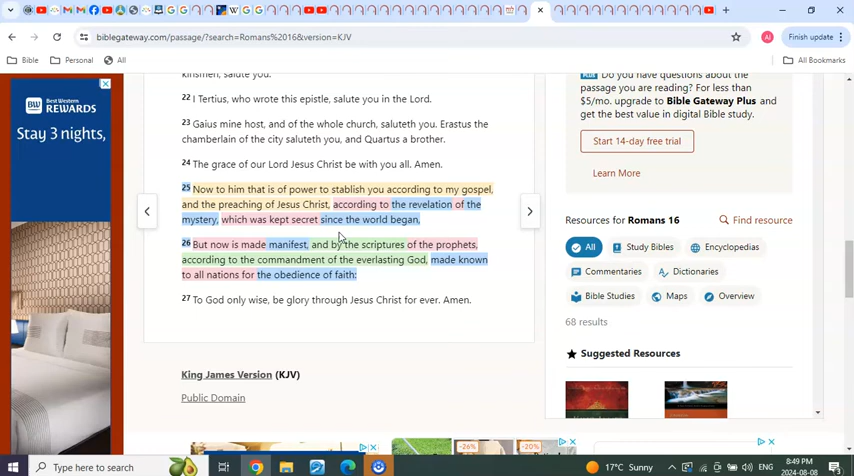 Finish update
biblegateway.com/passage/?search=Romans%2016&version=KJV
AI
Bible
Personal
All
All Bookmarks
BW
Best Western
REWARDS
Stay 3 nights,
kinsmen, salute you.
22 I Tertius, who wrote this epistle, salute you in the Lord.
23 Gaius mine host, and of the whole church, saluteth you. Erastus the
chamberlain of the city saluteth you, and Quartus a brother.
24 The grace of our Lord Jesus Christ be with you all. Amen.
25 Now to him that is of power to stablish you according to my gospel,
and the preaching of Jesus Christ, according to the revelation of the
mystery, which was kept secret since the world began,
26 But now is made manifest, and by the scriptures of the prophets,
according to the commandment of the everlasting God, made known
to all nations for the obedience of faith:
27 To God only wise, be glory through Jesus Christ for ever. Amen.
King James Version (KJV)
Public Domain
PLUS Do you have questions about the
passage you are reading? For less than
$5/mo. upgrade to Bible Gateway Plus and
get the best value in digital Bible study.
Start 14-day free trial
Learn More
Resources for Romans 16
Find resource
All
Study Bibles
Encyclopedias
Commentaries
Dictionaries
Bible Studies
Maps
Overview
68 results
Suggested Resources
-26%
-20%
Type here to search
17°C Sunny
8:49 PM
2024-08-08